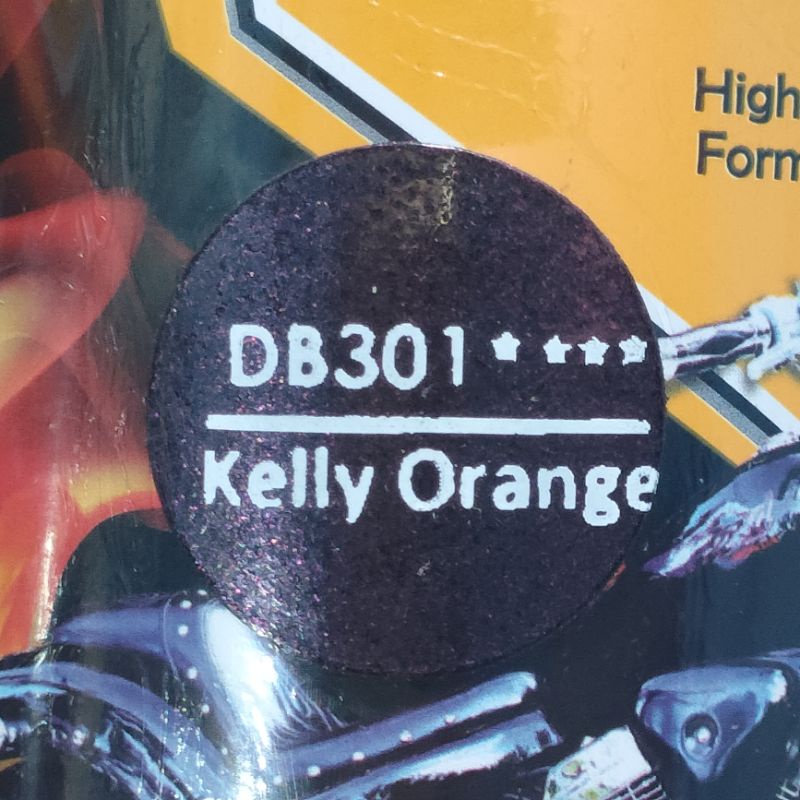 High
Form
DB301 ★ ★★★
Kelly Orange